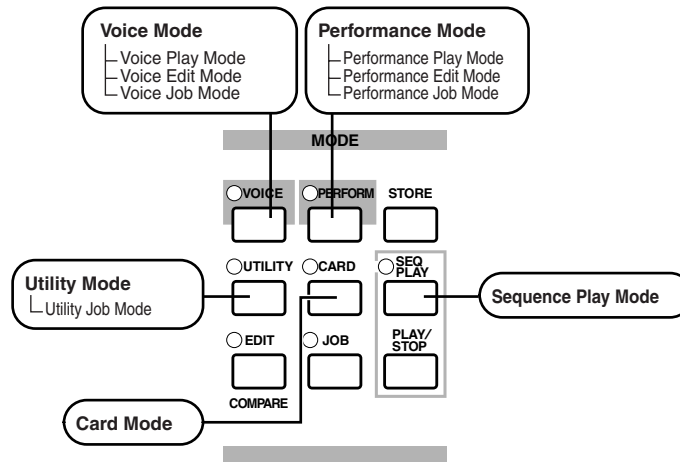 Voice Mode
Voice Play Mode
Voice Edit Mode
Voice Job Mode
Performance Mode
Performance Play Mode
Performance Edit Mode
Performance Job Mode
MODE
VOICE
PERFORM
STORE
UTILITY
CARD
SEQ
PLAY
Utility Mode
Utility Job Mode
Sequence Play Mode
EDIT
JOB
PLAY/
STOP
COMPARE
Card Mode